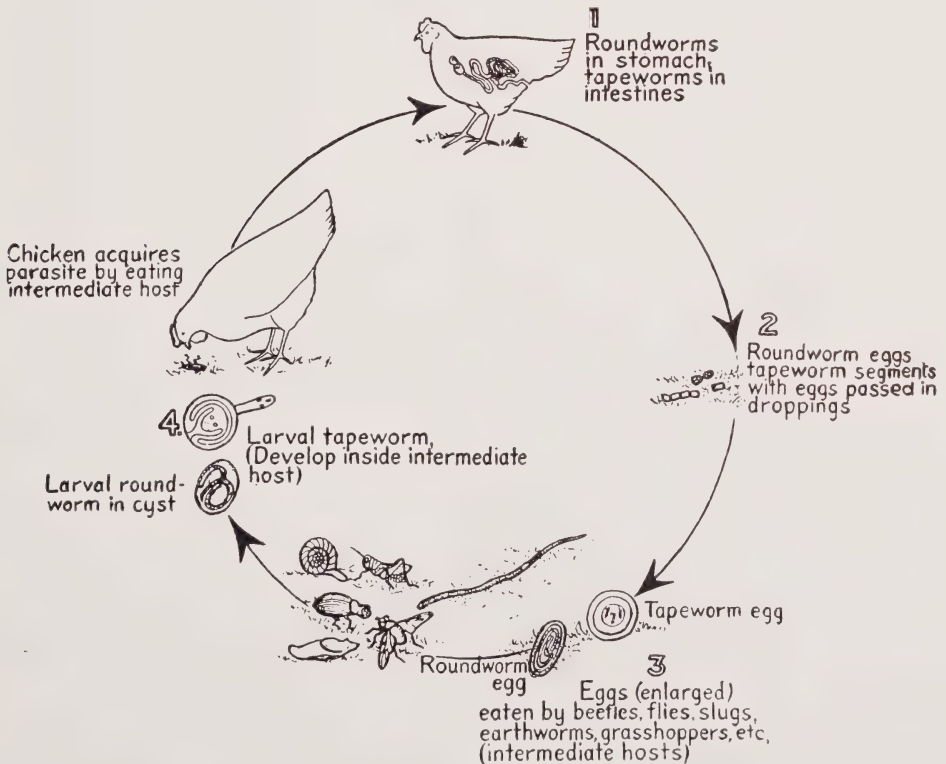 1
Roundworms
in stomach,
tapeworms in
intestines
2
Roundworm eggs
tapeworm segments
with eggs passed in
droppings
Tapeworm egg
Roundworm
egg
3
Eggs (enlarged)
eaten by beetles, flies, slugs,
earthworms, grasshoppers, etc,
(intermediate hosts)
4.
Larval tapeworm,
(Develop inside intermediate
host)
Larval round-
worm in cyst
Chicken acquires
parasite by eating
intermediate host